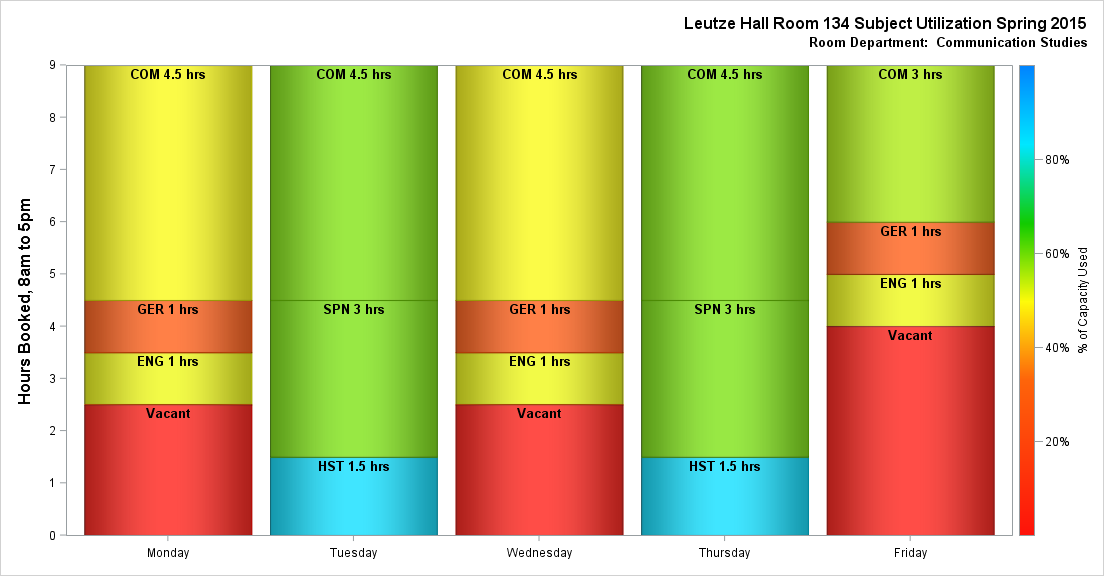 Leutze Hall Room 134 Subject Utilization Spring 2015
Room Department:  Communication Studies
Hours Booked, 8am to 5pm
9
8
7
6
5
4
3
2
1
0
COM 4.5 hrs
GER 1 hrs
ENG 1 hrs
Vacant
Monday
COM 4.5 hrs
SPN 3 hrs
HST 1.5 hrs
Tuesday
COM 4.5 hrs
GER 1 hrs
ENG 1 hrs
Vacant
Wednesday
COM 4.5 hrs
SPN 3 hrs
HST 1.5 hrs
Thursday
COM 3 hrs
GER 1 hrs
ENG 1 hrs
Vacant
Friday
80%
60%
40%
20%
% of Capacity Used